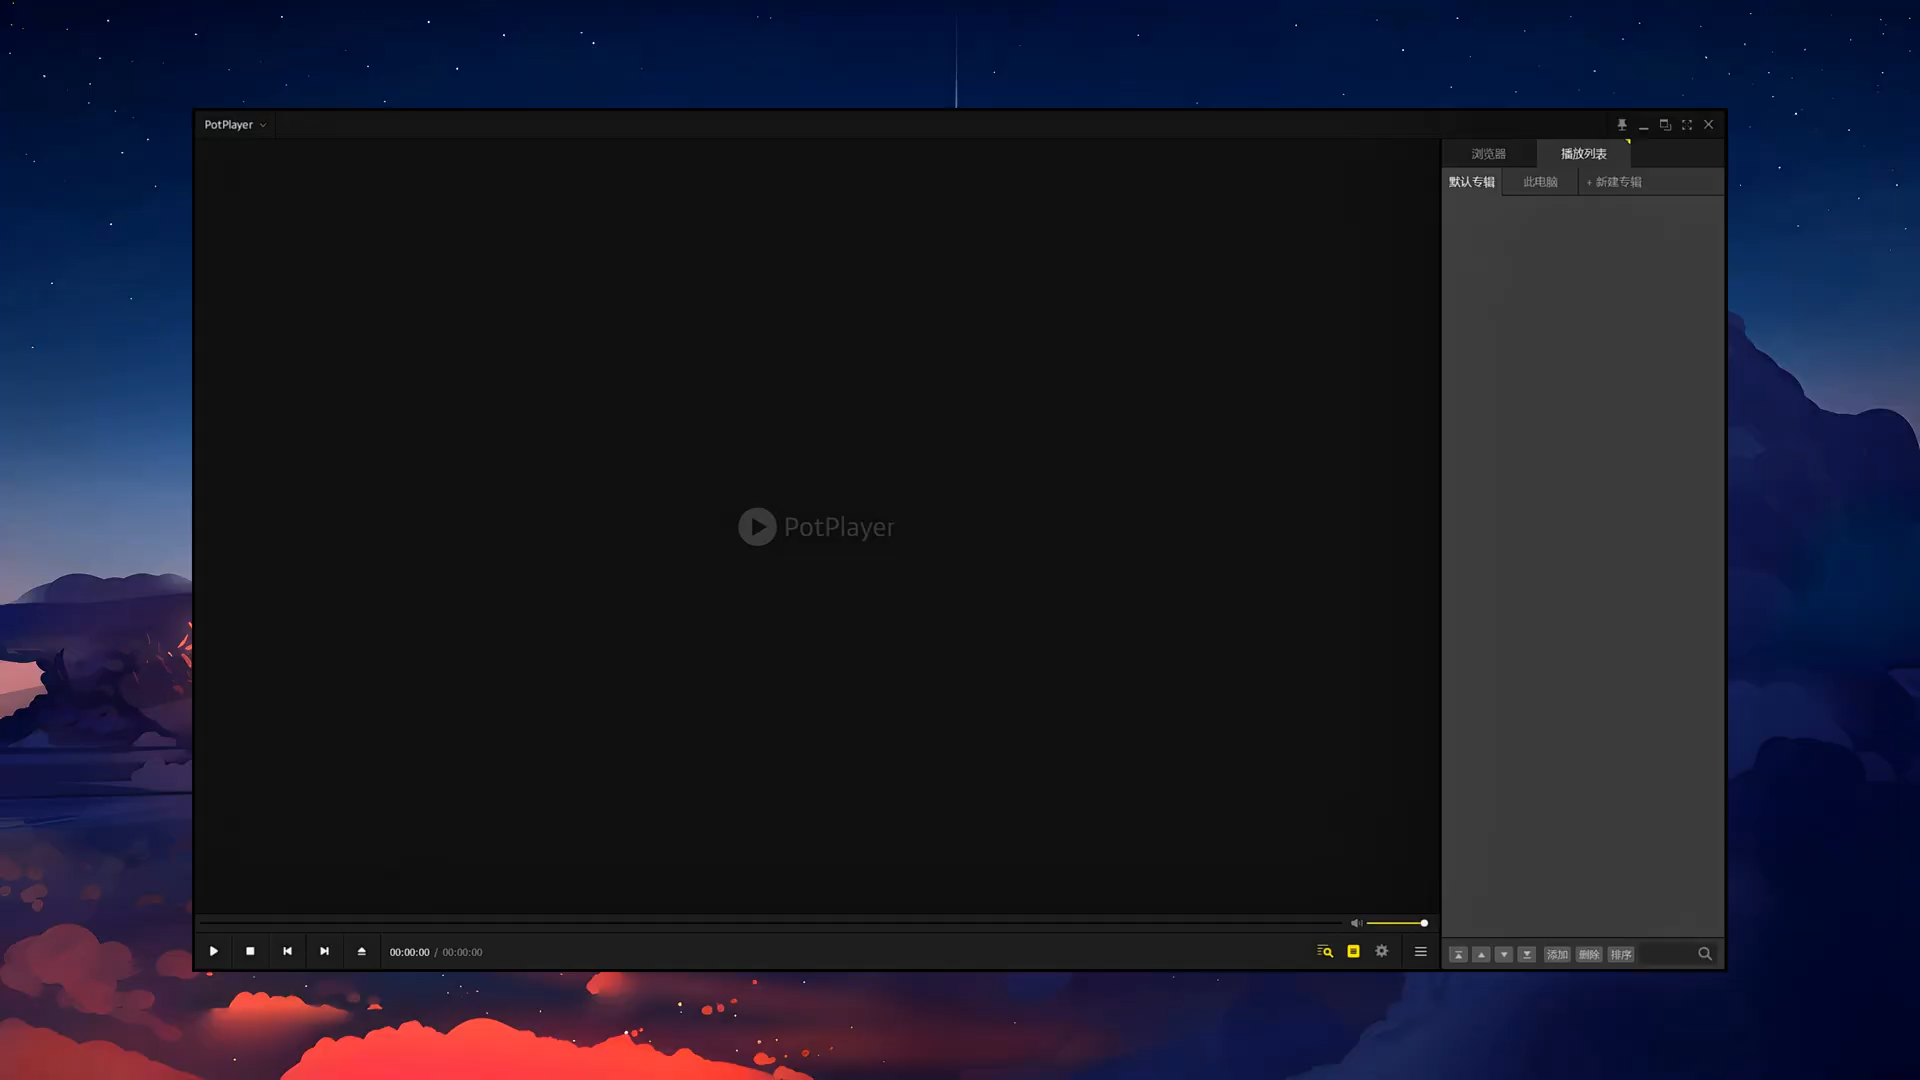 PotPlayer
浏览器 播放列表
默认专辑 此电脑 + 新建专辑
PotPlayer
00:00:00 / 00:00:00
添加 删除 排序